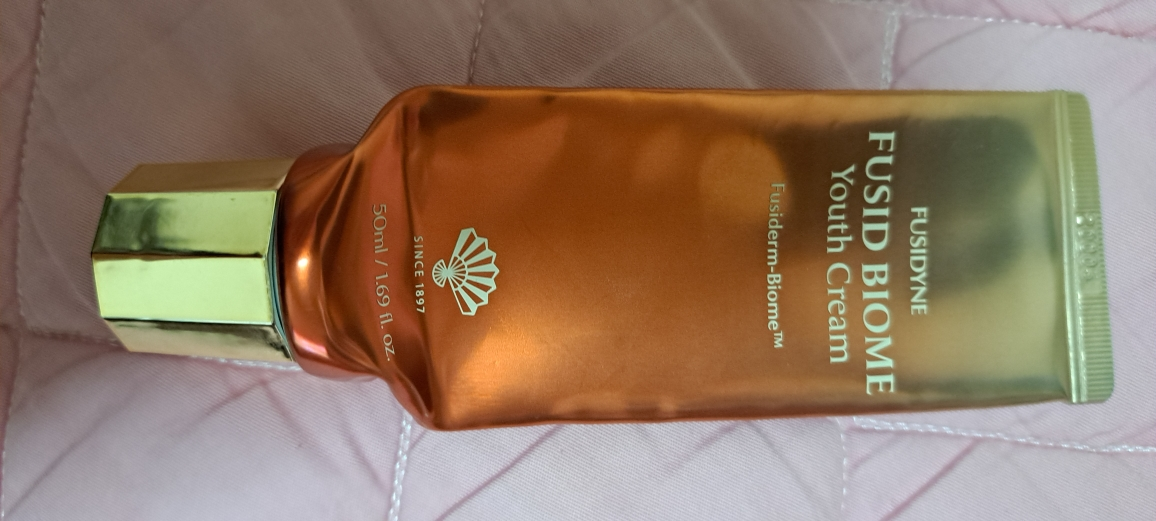 FUSIDYNE
FUSID BIOME
Youth Cream
Fusiderm-Biome™
SINCE 1897
50ml / 1.69 fl. oz.